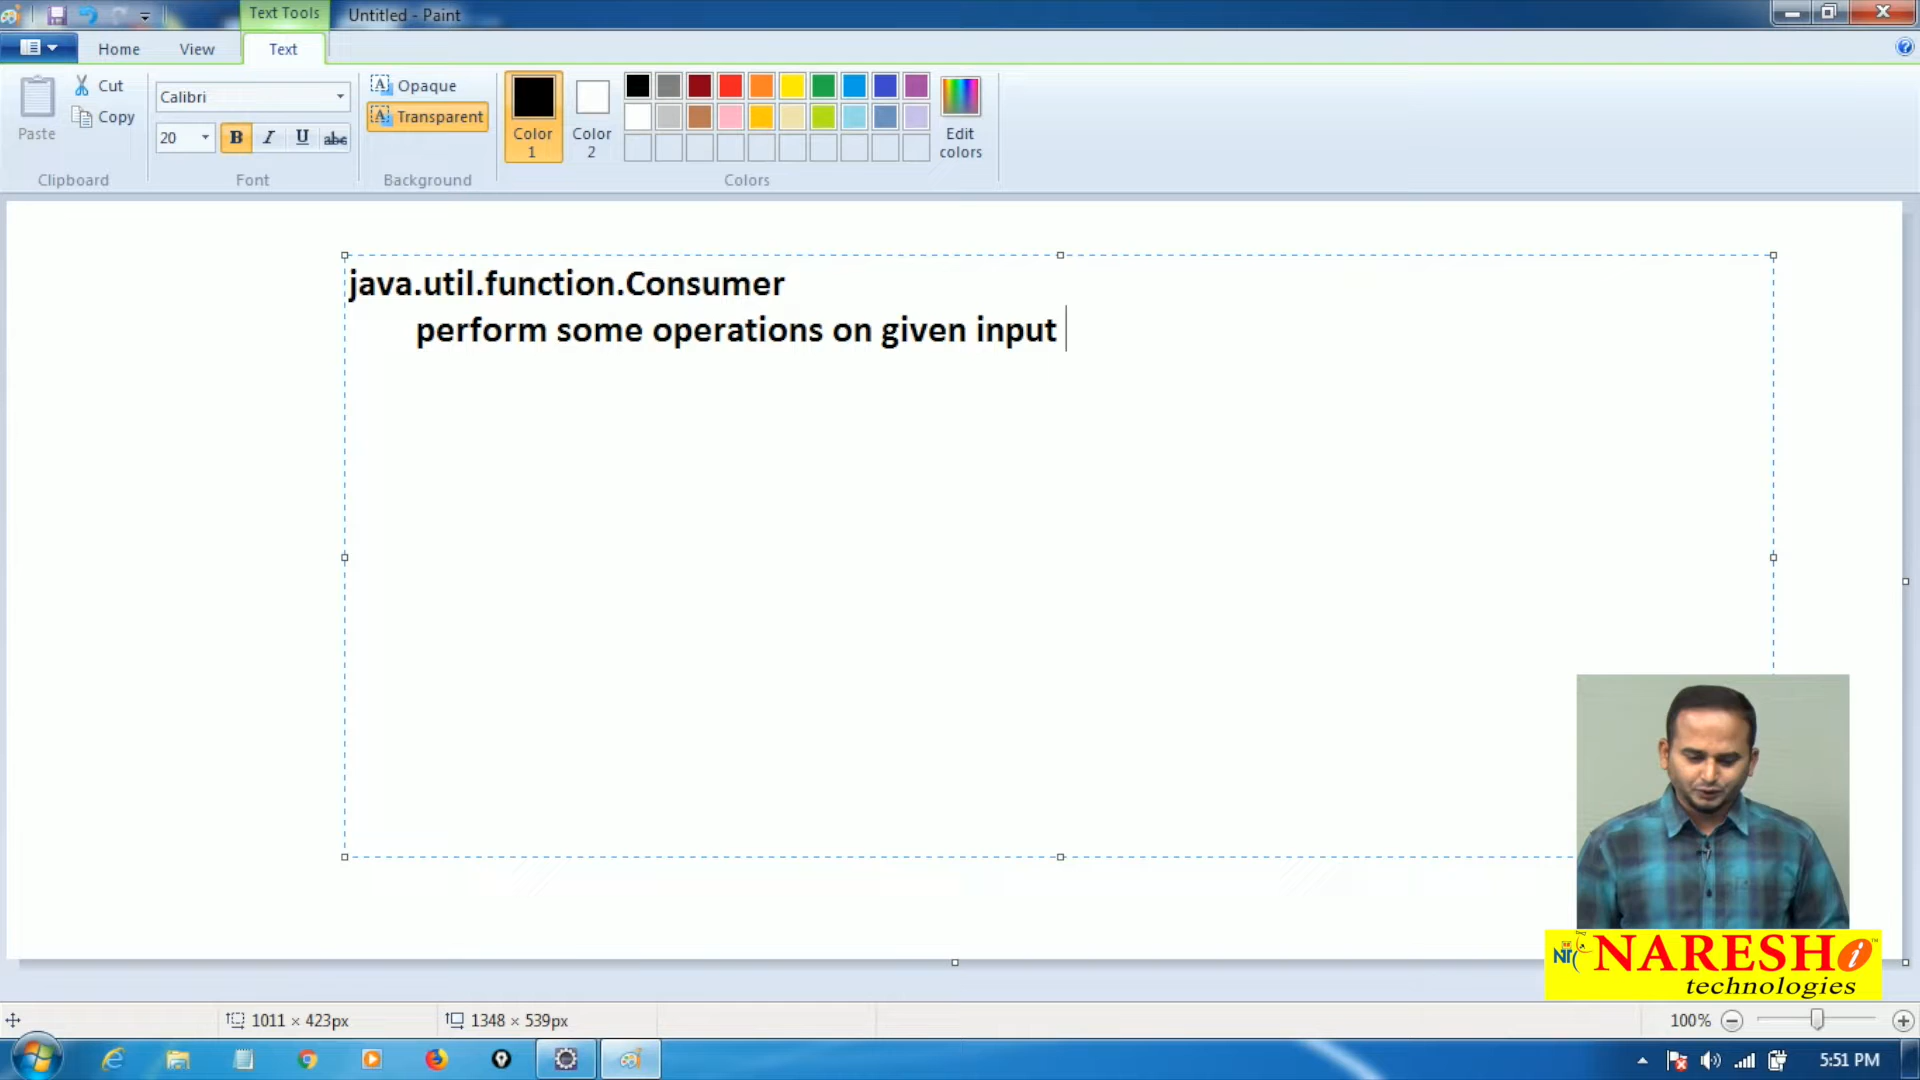 Text Tools
Untitled - Paint
Home
View
Text
Paste
Cut
Copy
Clipboard
Calibri
20
B I U abc
Font
Opaque
Transparent
Background
Color 1
Color 2
Edit colors
Colors
java.util.function.Consumer
perform some operations on given input
NARESH i
technologies
1011 × 423px
1348 × 539px
100%
5:51 PM